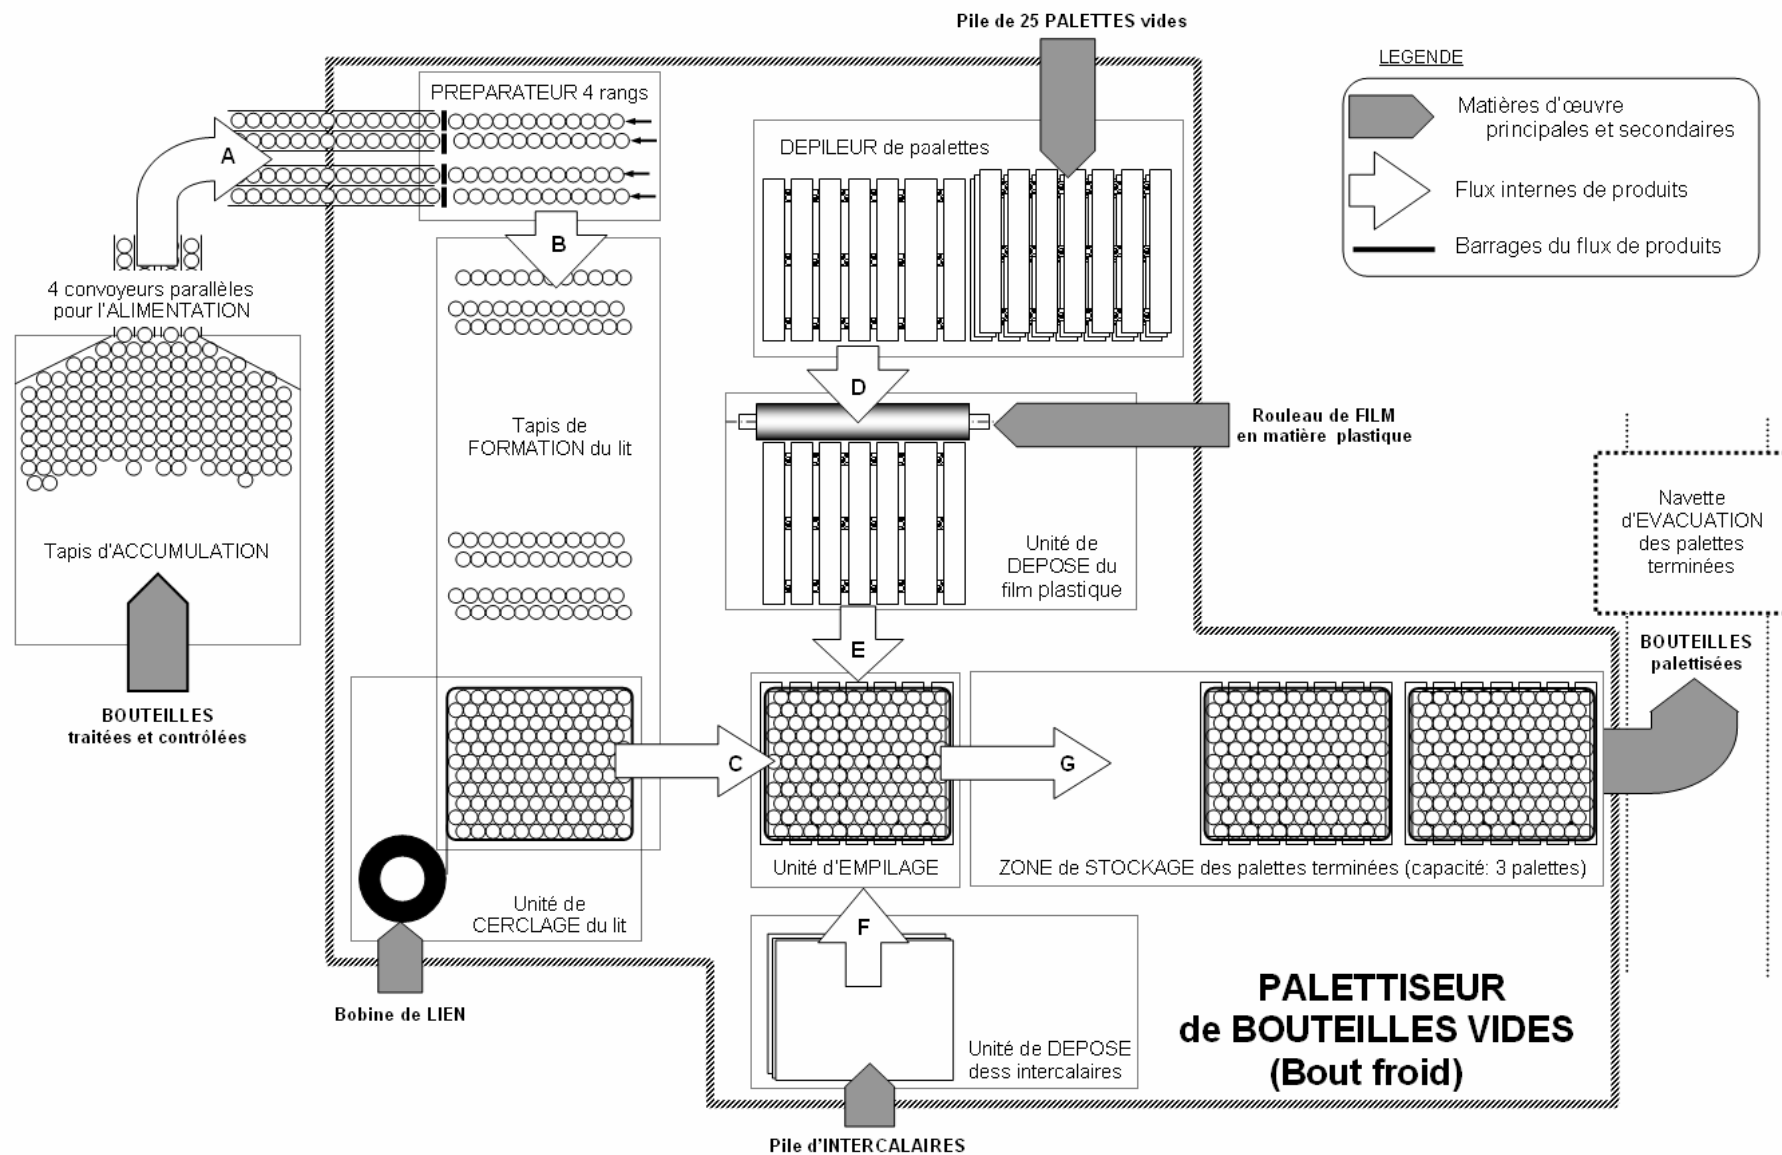 Pile de 25 PALETTES vides
LEGENDE
Matières d'œuvre
principales et secondaires
Flux internes de produits
Barrages du flux de produits
PREPARATEUR 4 rangs
A
B
4 convoyeurs parallèles
pour l'ALIMENTATION
DEPILEUR de paalettes
D
Tapis de
FORMATION du lit
Rouleau de FILM
en matière plastique
Tapis d'ACCUMULATION
Unité de
DEPOSE du
film plastique
Navette
d'EVACUATION
des palettes
terminées
BOUTEILLES
traitées et contrôlées
E
BOUTEILLES
palettisées
C
G
Unité d'EMPILAGE
ZONE de STOCKAGE des palettes terminées (capacité: 3 palettes)
Unité de
CERCLAGE du lit
F
Bobine de LIEN
Unité de DEPOSE
dess intercalaires
PALETTISEUR
de BOUTEILLES VIDES
(Bout froid)
Pile d'INTERCALAIRES